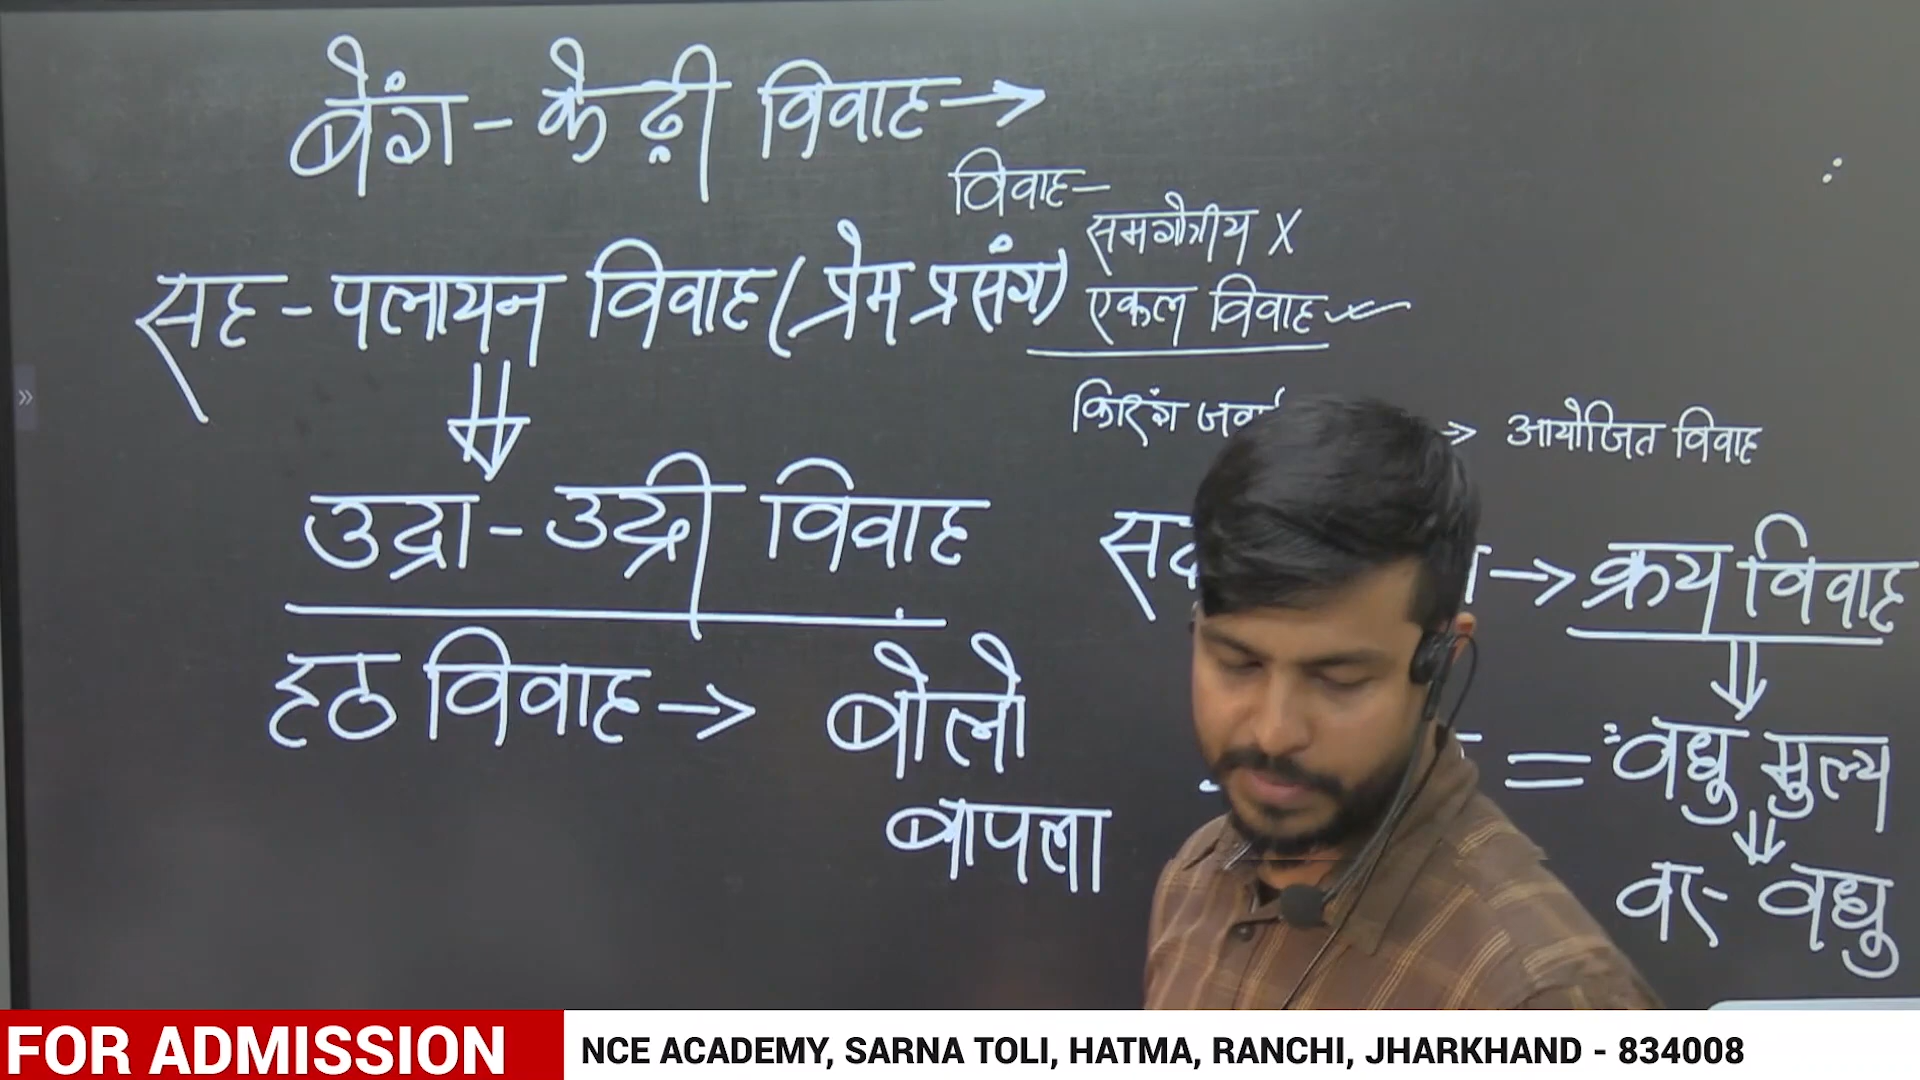 बेंग - कैढ़ी विवाह →
विवाह -
समगोत्रीय X
एकल विवाह ✓
सह - पलायन विवाह (प्रेम प्रसंग)
किरिंग → आयोजित विवाह
उद्रा - उद्री विवाह
→ क्रय विवाह
हठ विवाह → बोलो
बापला
= वधु मुल्य
वर - वधु
FOR ADMISSION
NCE ACADEMY, SARNA TOLI, HATMA, RANCHI, JHARKHAND - 834008